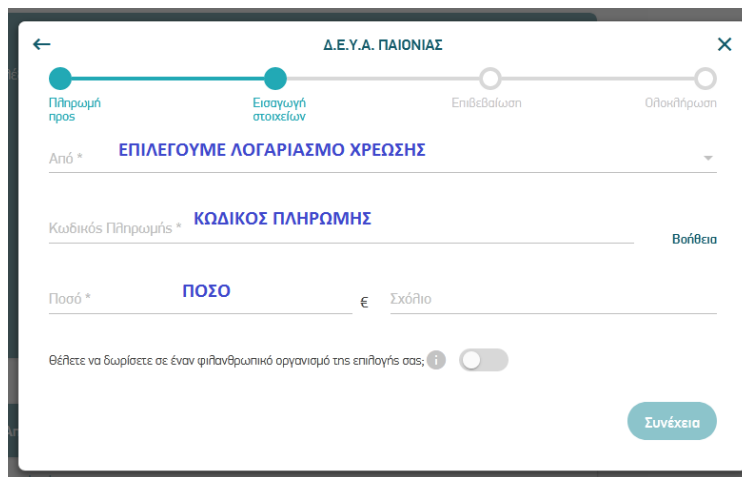 Δ.Ε.Υ.Α. ΠΑΙΟΝΙΑΣ
Πληρωμή προς
Εισαγωγή στοιχείων
Επιβεβαίωση
Ολοκλήρωση
Από * ΕΠΙΛΕΓΟΥΜΕ ΛΟΓΑΡΙΑΣΜΟ ΧΡΕΩΣΗΣ
Κωδικός Πληρωμής * ΚΩΔΙΚΟΣ ΠΛΗΡΩΜΗΣ
Βοήθεια
Ποσό * ΠΟΣΟ € Σχόλιο
Θέλετε να δωρίσετε σε έναν φιλανθρωπικό οργανισμό της επιλογής σας; i
Συνέχεια